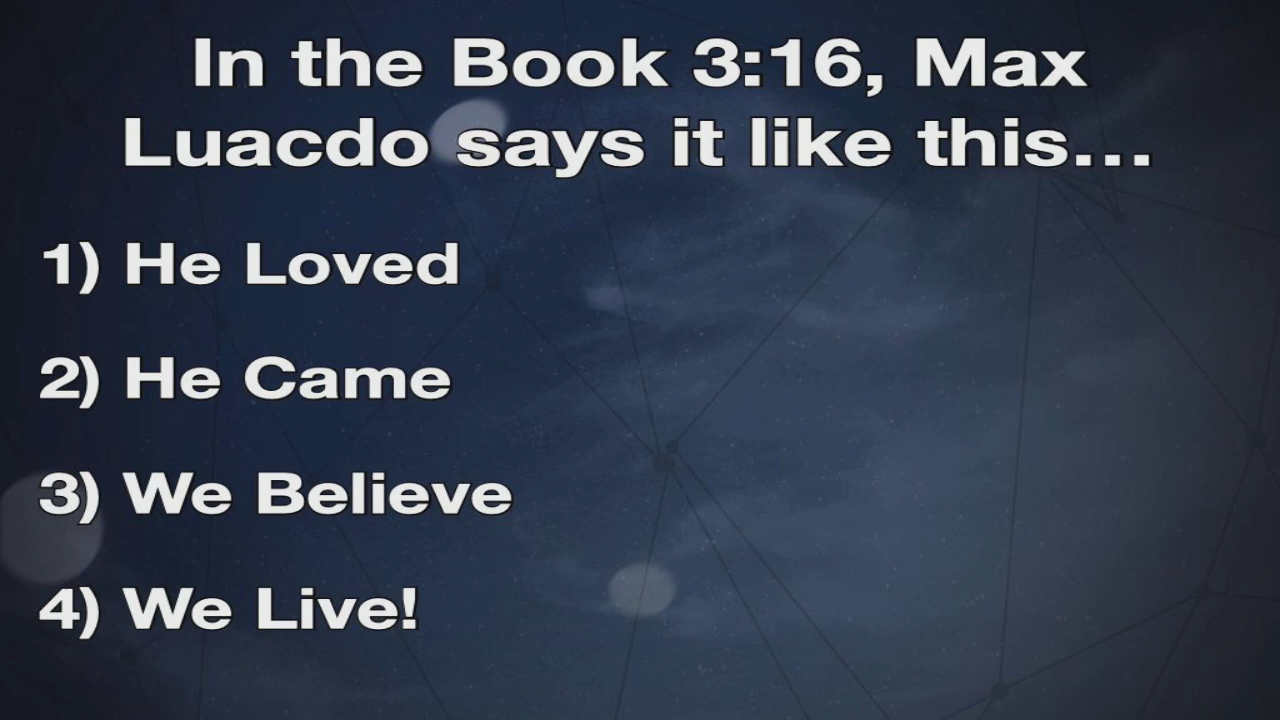 In the Book 3:16, Max
Luacdo says it like this...
1) He Loved
2) He Came
3) We Believe
4) We Live!